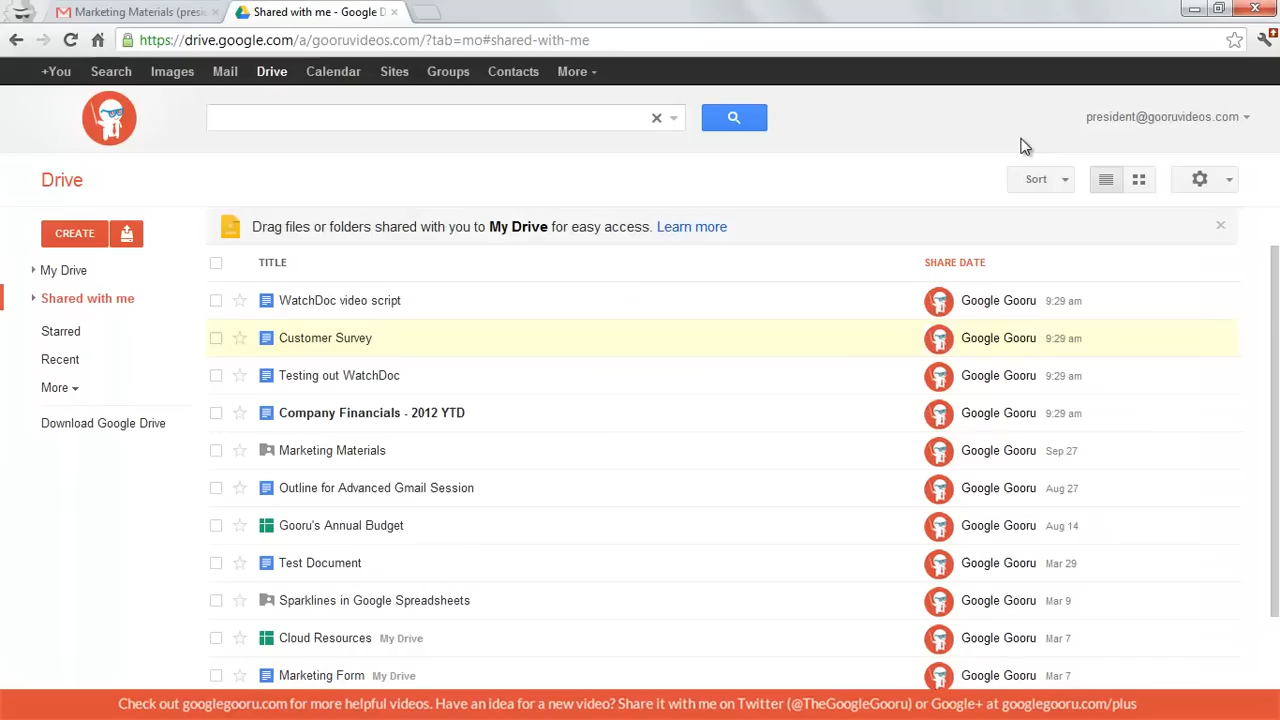 Marketing Materials (presi
Shared with me - Google D
https://drive.google.com/a/gooruvideos.com/?tab=mo#shared-with-me
+You Search Images Mail Drive Calendar Sites Groups Contacts More
president@gooruvideos.com
Drive
Sort
CREATE
Drag files or folders shared with you to My Drive for easy access. Learn more
TITLE SHARE DATE
My Drive
Shared with me
Starred
Recent
More
Download Google Drive
WatchDoc video script Google Gooru 9:29 am
Customer Survey Google Gooru 9:29 am
Testing out WatchDoc Google Gooru 9:29 am
Company Financials - 2012 YTD Google Gooru 9:29 am
Marketing Materials Google Gooru Sep 27
Outline for Advanced Gmail Session Google Gooru Aug 27
Gooru's Annual Budget Google Gooru Aug 14
Test Document Google Gooru Mar 29
Sparklines in Google Spreadsheets Google Gooru Mar 9
Cloud Resources My Drive Google Gooru Mar 7
Marketing Form My Drive Google Gooru Mar 7
Check out googlegooru.com for more helpful videos. Have an idea for a new video? Share it with me on Twitter (@TheGoogleGooru) or Google+ at googlegooru.com/plus